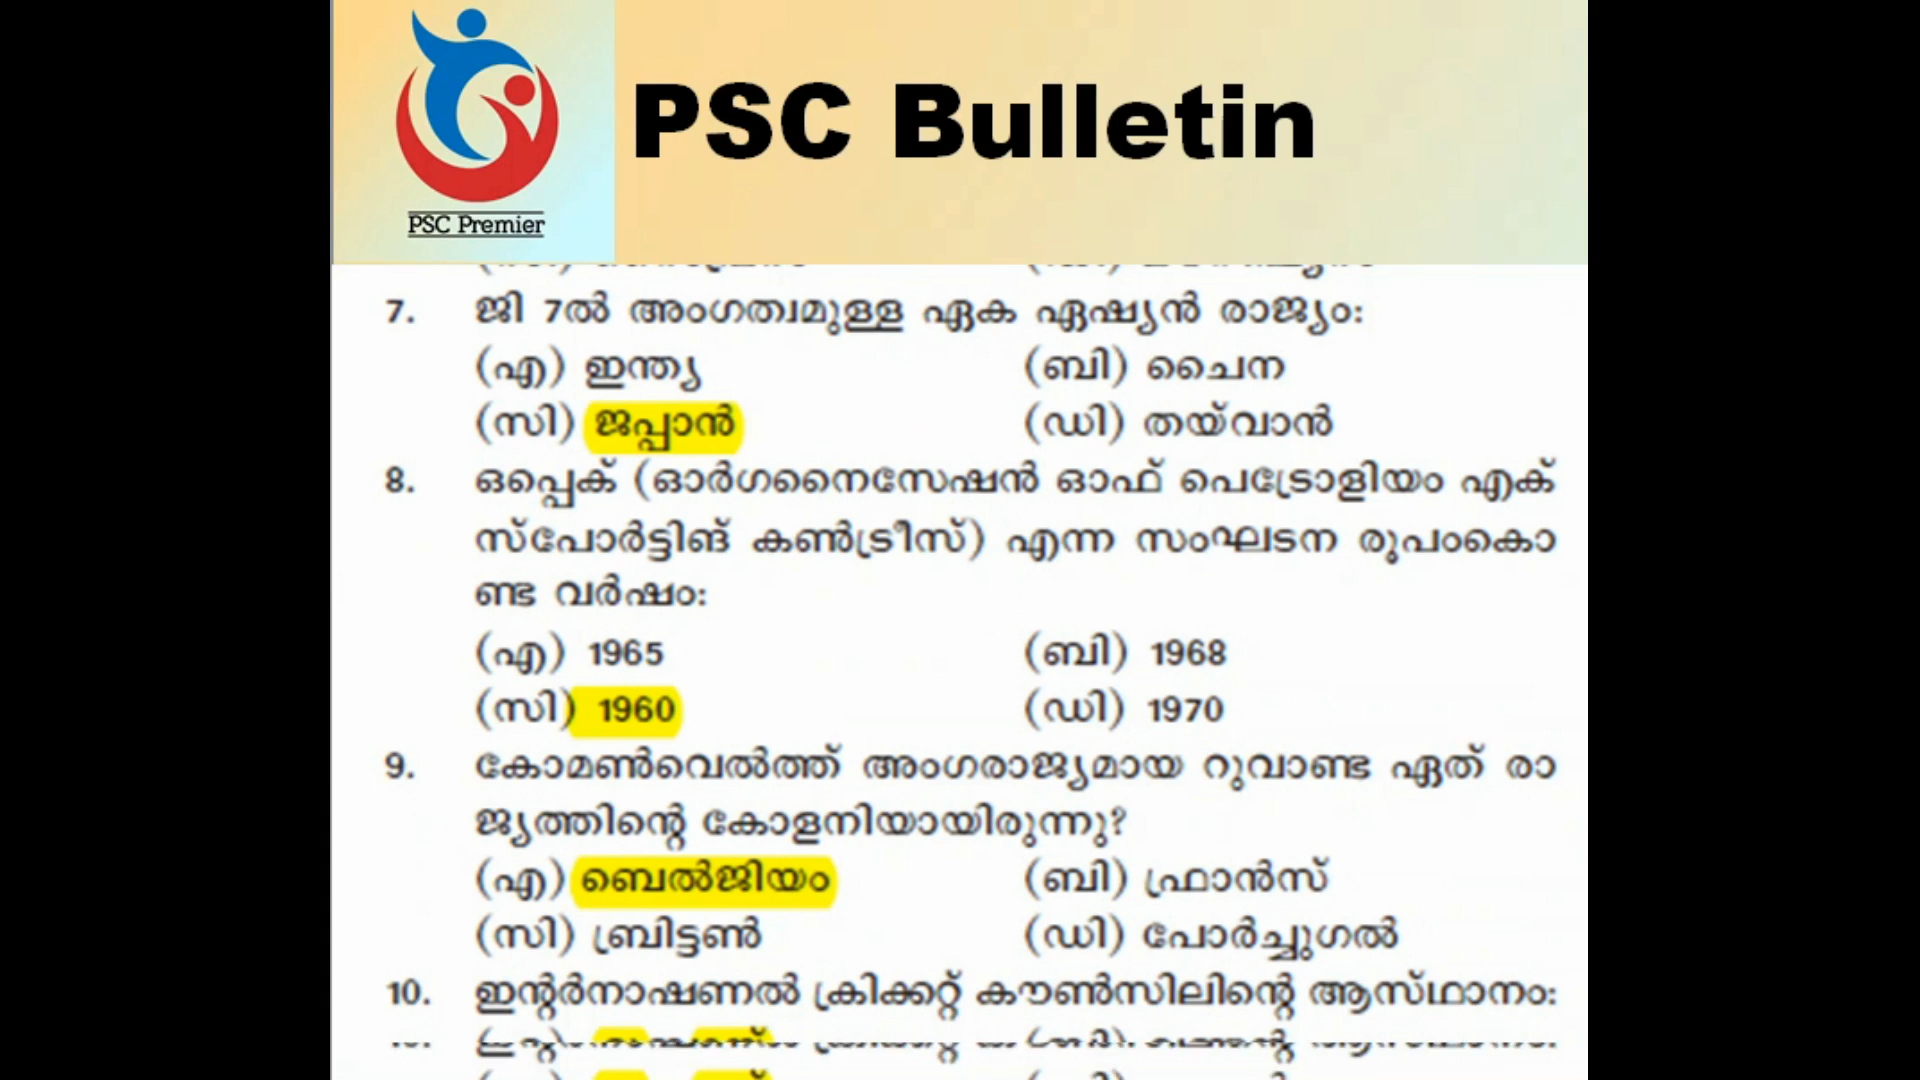 PSC Premier
PSC Bulletin
7. ജി 7ൽ അംഗത്വമുള്ള ഏക ഏഷ്യൻ രാജ്യം:
(എ) ഇന്ത്യ (ബി) ചൈന
(സി) ജപ്പാൻ (ഡി) തയ്‌വാൻ
8. ഒപ്പെക് (ഓർഗനൈസേഷൻ ഓഫ് പെട്രോളിയം എക്
സ്പോർട്ടിങ് കൺട്രീസ്) എന്ന സംഘടന രൂപംകൊ
ണ്ട വർഷം:
(എ) 1965 (ബി) 1968
(സി) 1960 (ഡി) 1970
9. കോമൺവെൽത്ത് അംഗരാജ്യമായ റുവാണ്ട ഏത് രാ
ജ്യത്തിന്റെ കോളനിയായിരുന്നു?
(എ) ബെൽജിയം (ബി) ഫ്രാൻസ്
(സി) ബ്രിട്ടൺ (ഡി) പോർച്ചുഗൽ
10. ഇന്റർനാഷണൽ ക്രിക്കറ്റ് കൗൺസിലിന്റെ ആസ്ഥാനം: